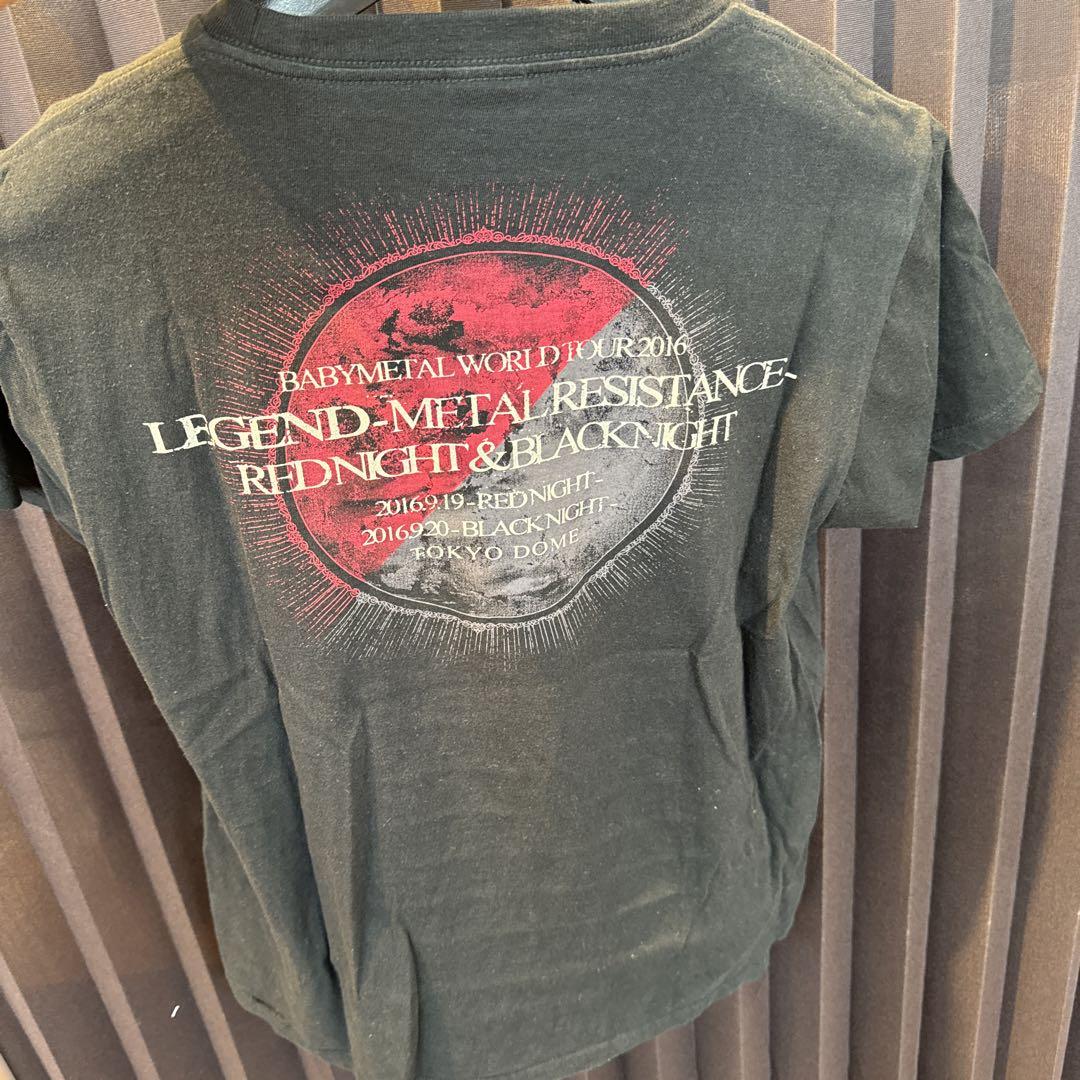 BABYMETAL WORLD TOUR 2016
LEGEND-METAL RESISTANCE-
RED NIGHT & BLACK NIGHT
2016.9.19-RED NIGHT-
2016.9.20-BLACK NIGHT-
TOKYO DOME